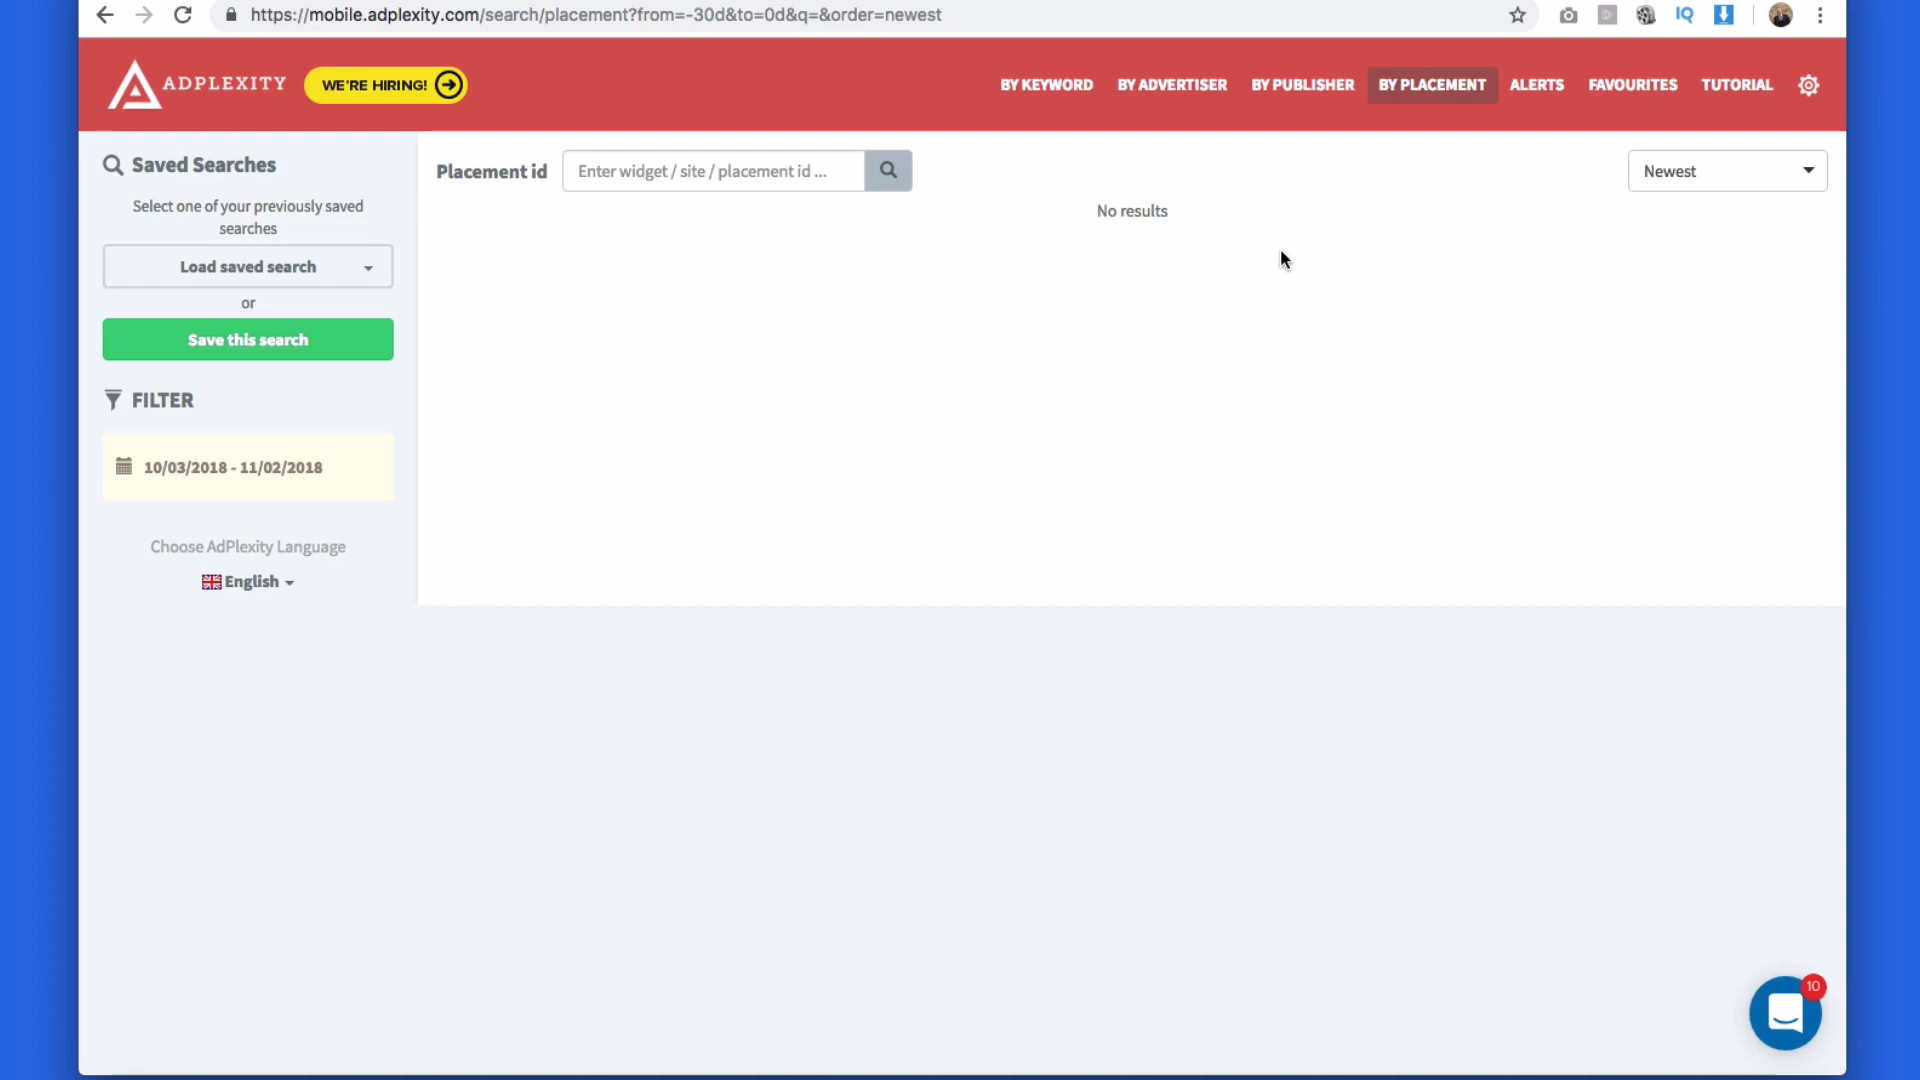 https://mobile.adplexity.com/search/placement?from=-30d&to=0d&q=&order=newest
IQ
ADPLEXITY
WE'RE HIRING!
BY KEYWORD
BY ADVERTISER
BY PUBLISHER
BY PLACEMENT
ALERTS
FAVOURITES
TUTORIAL
Saved Searches
Select one of your previously saved
searches
Load saved search
or
Save this search
FILTER
10/03/2018 - 11/02/2018
Choose AdPlexity Language
English
Placement id
Enter widget / site / placement id ...
Newest
No results
10